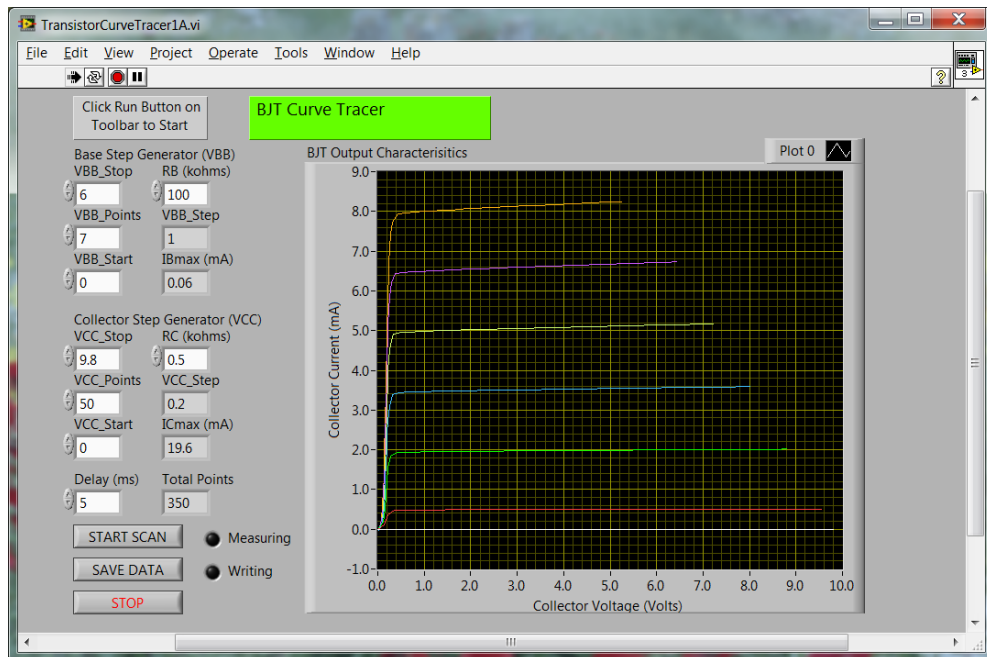 TransistorCurveTracer1A.vi
File Edit View Project Operate Tools Window Help
3
Click Run Button on
Toolbar to Start
BJT Curve Tracer
Base Step Generator (VBB)
VBB_Stop RB (kohms)
6 100
VBB_Points VBB_Step
7 1
VBB_Start IBmax (mA)
0 0.06
Collector Step Generator (VCC)
VCC_Stop RC (kohms)
9.8 0.5
VCC_Points VCC_Step
50 0.2
VCC_Start ICmax (mA)
0 19.6
Delay (ms) Total Points
5 350
START SCAN Measuring
SAVE DATA Writing
STOP
BJT Output Characterisitics
Plot 0
Collector Current (mA)
9.0
8.0
7.0
6.0
5.0
4.0
3.0
2.0
1.0
0.0
-1.0
0.0 1.0 2.0 3.0 4.0 5.0 6.0 7.0 8.0 9.0 10.0
Collector Voltage (Volts)